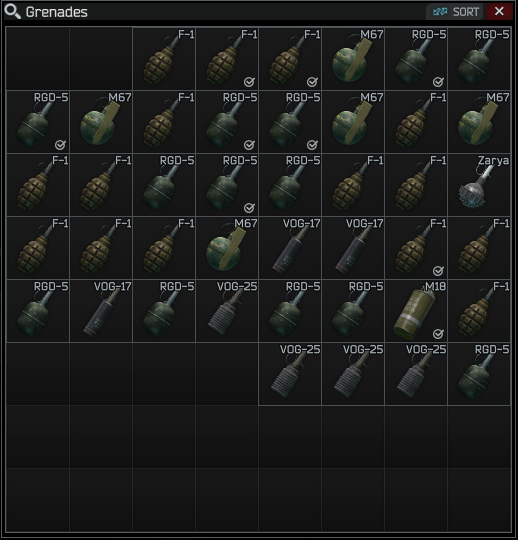 Grenades SORT
F-1 F-1 F-1 M67 RGD-5 RGD-5
RGD-5 M67 F-1 RGD-5 RGD-5 M67 F-1 M67
F-1 F-1 RGD-5 RGD-5 RGD-5 F-1 F-1 Zarya
F-1 F-1 F-1 M67 VOG-17 VOG-17 F-1 F-1
RGD-5 VOG-17 RGD-5 VOG-25 RGD-5 RGD-5 M18 F-1
VOG-25 VOG-25 VOG-25 RGD-5